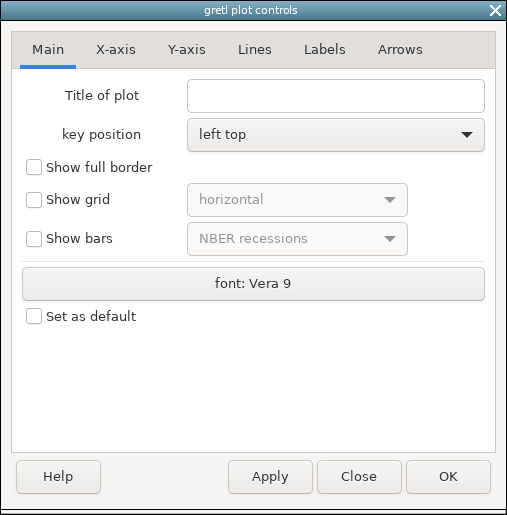 gretl plot controls
Main X-axis Y-axis Lines Labels Arrows
Title of plot
key position left top
Show full border
Show grid horizontal
Show bars NBER recessions
font: Vera 9
Set as default
Help Apply Close OK